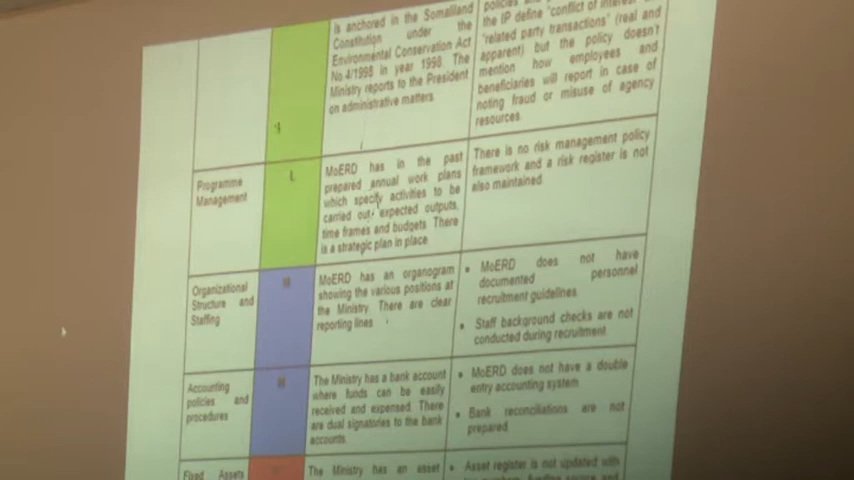 is anchored in the Somaliland
Constitution under the
Environmental Conservation Act
No.4/1998 in year 1998. The
Ministry reports to the President
on administrative matters.
policies and
the IP define "conflict of interest"
"related party transactions" (real and
apparent) but the policy doesn't
mention how employees and
beneficiaries will report in case of
noting fraud or misuse of agency
resources.
Programme
Management
L
MoERD has in the past
prepared annual work plans
which specify activities to be
carried out, expected outputs,
time frames and budgets. There
is a strategic plan in place
There is no risk management policy
framework and a risk register is not
also maintained.
Organizational
Structure and
Staffing
M
MoERD has an organogram
showing the various positions at
the Ministry. There are clear
reporting lines
• MoERD does not have
documented personnel
recruitment guidelines.
• Staff background checks are not
conducted during recruitment
Accounting
policies and
procedures
M
The Ministry has a bank account
where funds can be easily
received and expensed. There
are dual signatories to the bank
accounts.
• MoERD does not have a double
entry accounting system
• Bank reconciliations are not
prepared.
Fixed Assets
The Ministry has an asset
• Asset register is not updated with